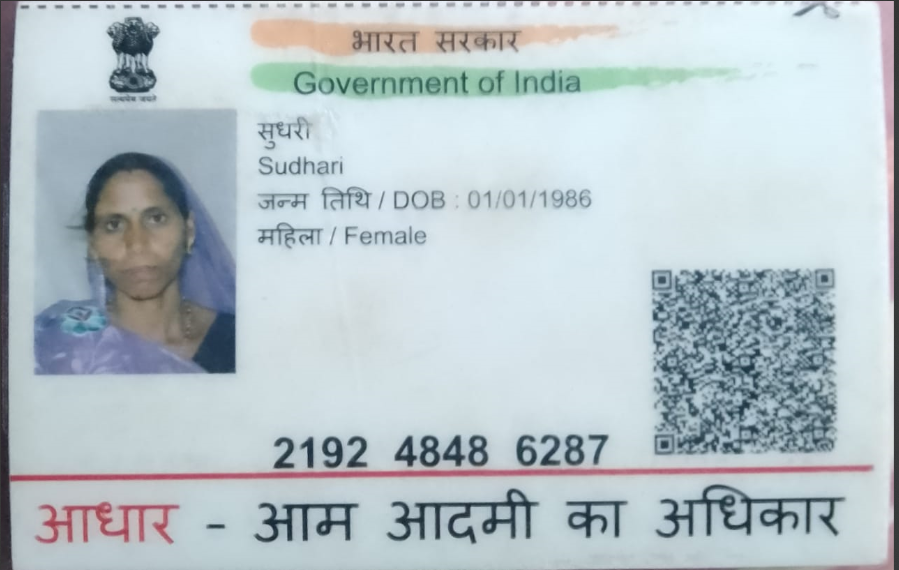 भारत सरकार
Government of India
सत्यमेव जयते
सुधरी
Sudhari
जन्म तिथि / DOB : 01/01/1986
महिला / Female
2192 4848 6287
आधार - आम आदमी का अधिकार